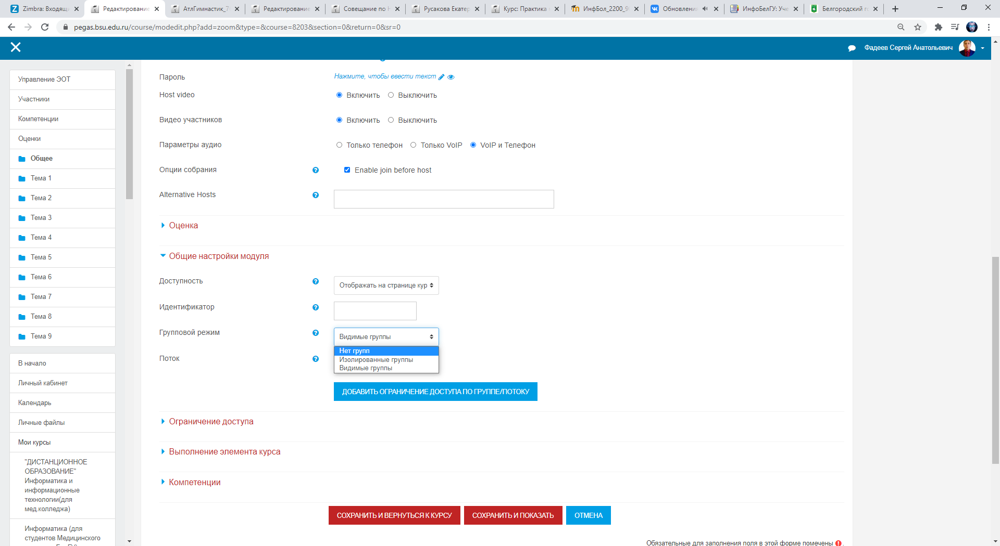 Zimbra: Входящи
Редактирование
АтлГимнастик_7
Редактирование
Совещание по
Русакова Екатер
Курс: Практика
ИнфБол_2200_9
Обновления
ИнфоБелГУ: Уче
Белгородский г
pegas.bsu.edu.ru/course/modedit.php?add=zoom&type=&course=8203&section=0&return=0&sr=0
Фадеев Сергей Анатольевич
Управление ЭОТ
Участники
Компетенции
Оценки
Общее
Тема 1
Тема 2
Тема 3
Тема 4
Тема 5
Тема 6
Тема 7
Тема 8
Тема 9
В начало
Личный кабинет
Календарь
Личные файлы
Мои курсы
"ДИСТАНЦИОННОЕ
ОБРАЗОВАНИЕ"
Информатика и
информационные
технологии(для
мед.колледжа)
Информатика (для
студентов Медицинского
Пароль
Нажмите, чтобы ввести текст
Host video
Включить
Выключить
Видео участников
Включить
Выключить
Параметры аудио
Только телефон
Только VoIP
VoIP и Телефон
Опции собрания
Enable join before host
Alternative Hosts
Оценка
Общие настройки модуля
Доступность
Отображать на странице кур
Идентификатор
Групповой режим
Видимые группы
Нет групп
Изолированные группы
Видимые группы
Поток
ДОБАВИТЬ ОГРАНИЧЕНИЕ ДОСТУПА ПО ГРУППЕ/ПОТОКУ
Ограничение доступа
Выполнение элемента курса
Компетенции
СОХРАНИТЬ И ВЕРНУТЬСЯ К КУРСУ
СОХРАНИТЬ И ПОКАЗАТЬ
ОТМЕНА
Обязательные для заполнения поля в этой форме помечены